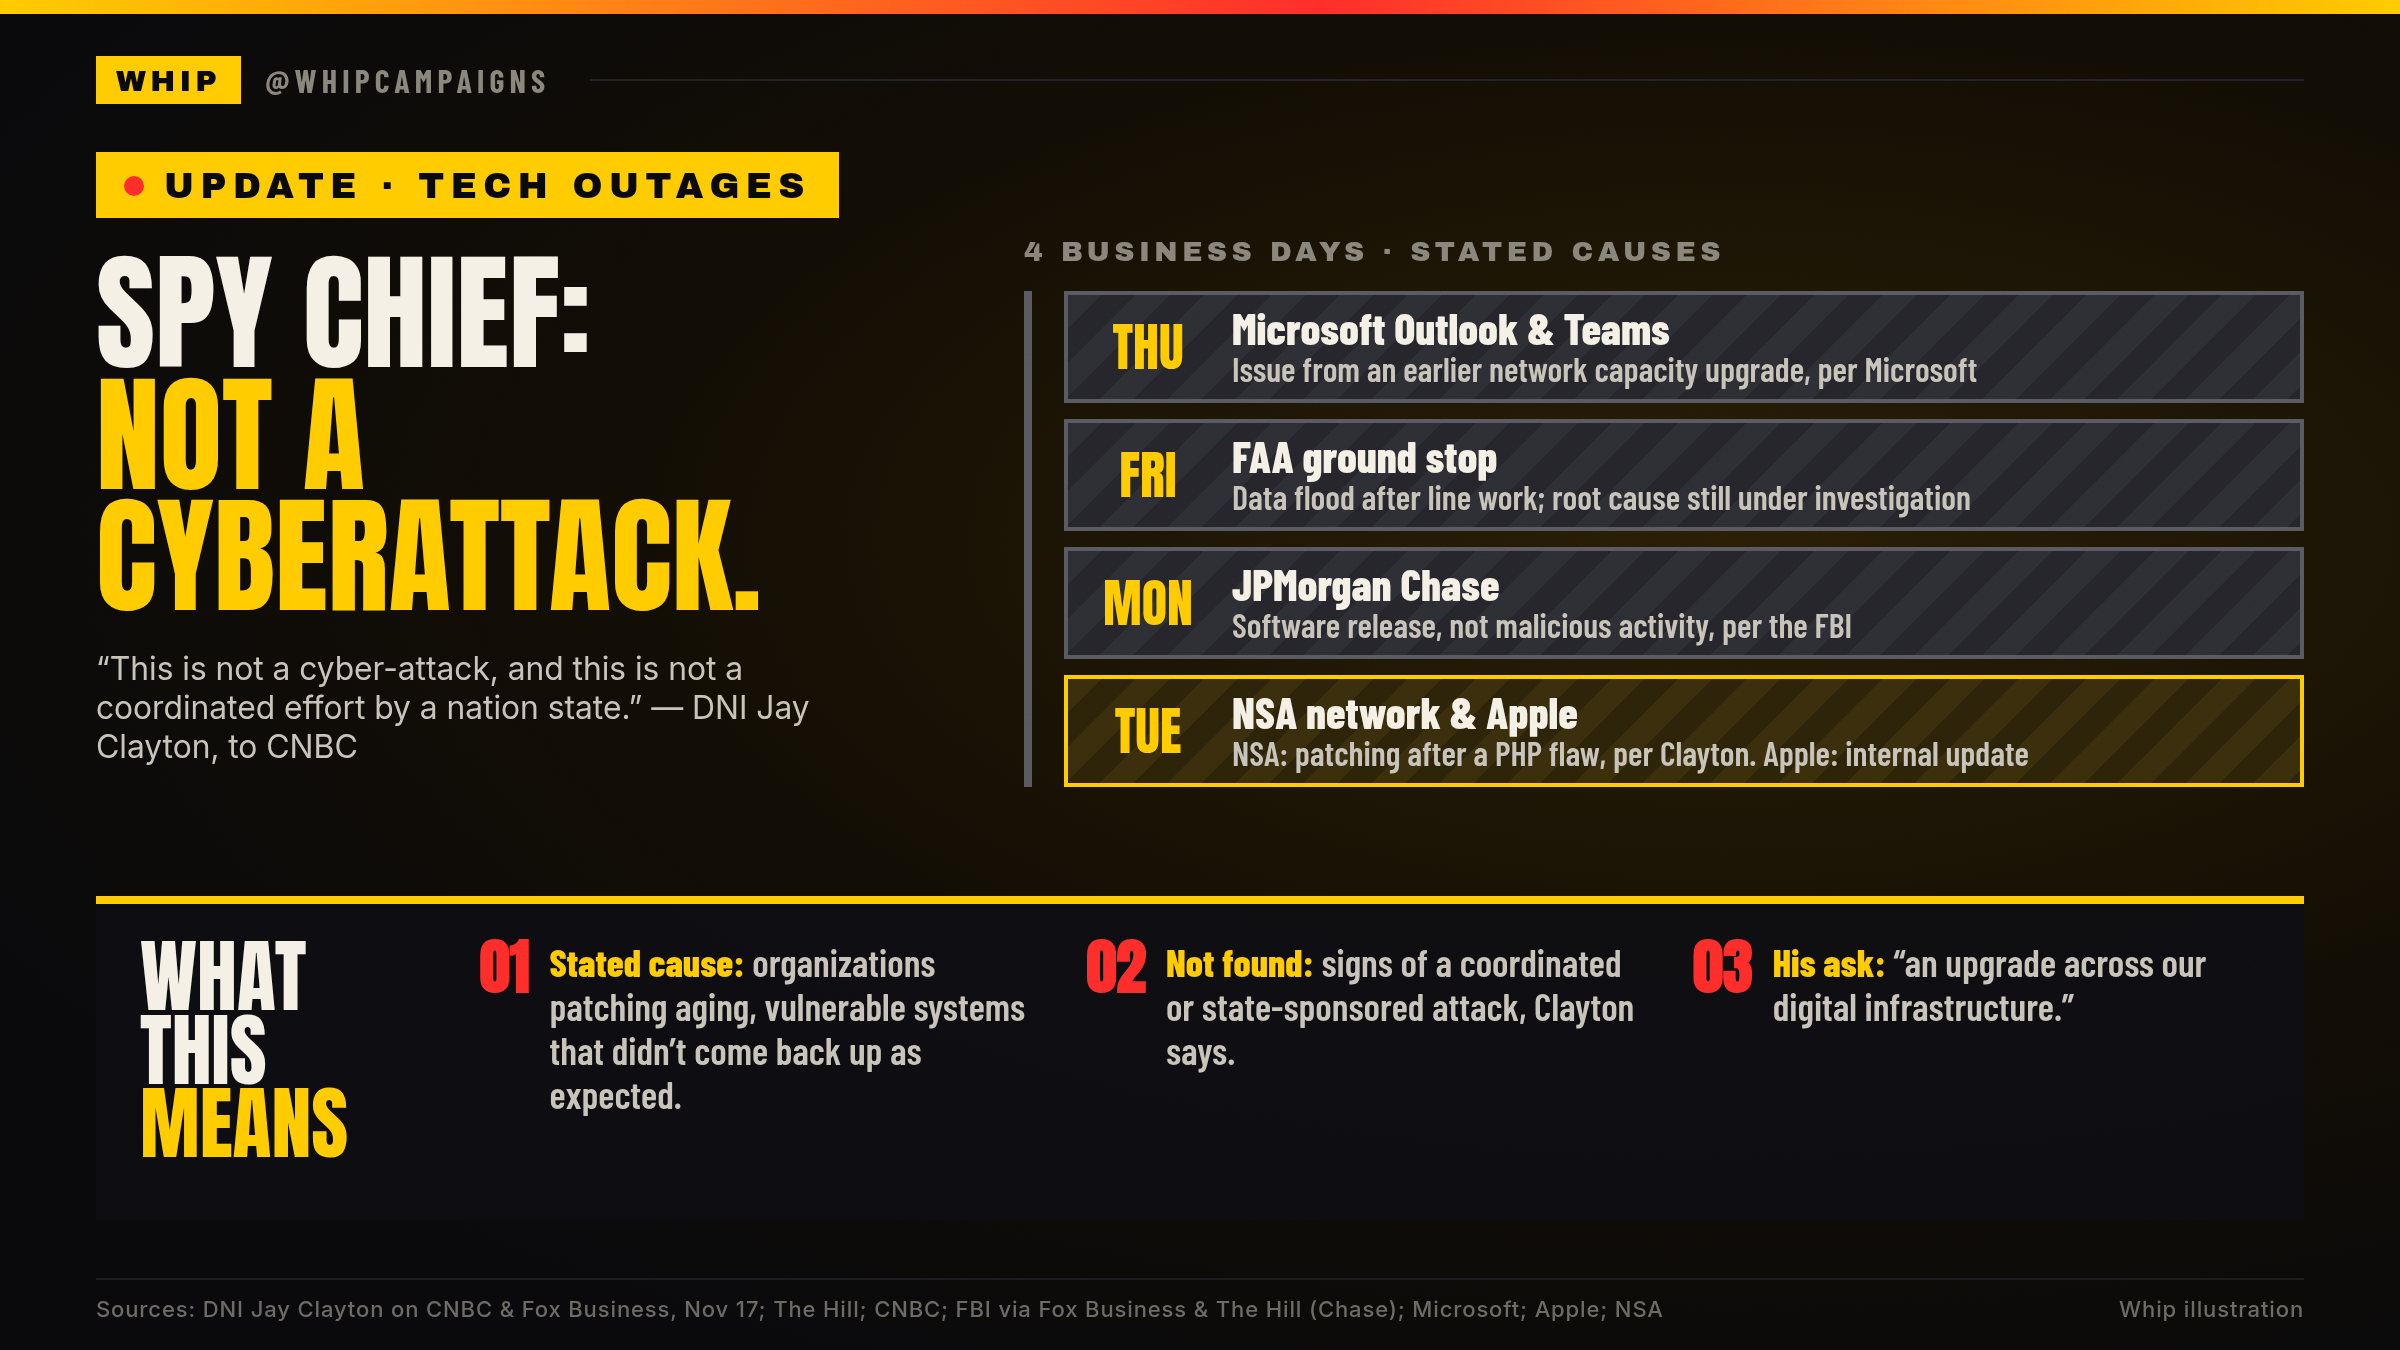 WHIP @WHIPCAMPAIGNS
UPDATE · TECH OUTAGES
SPY CHIEF:
NOT A
CYBERATTACK.
“This is not a cyber-attack, and this is not a
coordinated effort by a nation state.” — DNI Jay
Clayton, to CNBC
4 BUSINESS DAYS · STATED CAUSES
THU
Microsoft Outlook & Teams
Issue from an earlier network capacity upgrade, per Microsoft
FRI
FAA ground stop
Data flood after line work; root cause still under investigation
MON
JPMorgan Chase
Software release, not malicious activity, per the FBI
TUE
NSA network & Apple
NSA: patching after a PHP flaw, per Clayton. Apple: internal update
WHAT
THIS
MEANS
01
Stated cause: organizations
patching aging, vulnerable systems
that didn’t come back up as
expected.
02
Not found: signs of a coordinated
or state-sponsored attack, Clayton
says.
03
His ask: “an upgrade across our
digital infrastructure.”
Sources: DNI Jay Clayton on CNBC & Fox Business, Nov 17; The Hill; CNBC; FBI via Fox Business & The Hill (Chase); Microsoft; Apple; NSA
Whip illustration